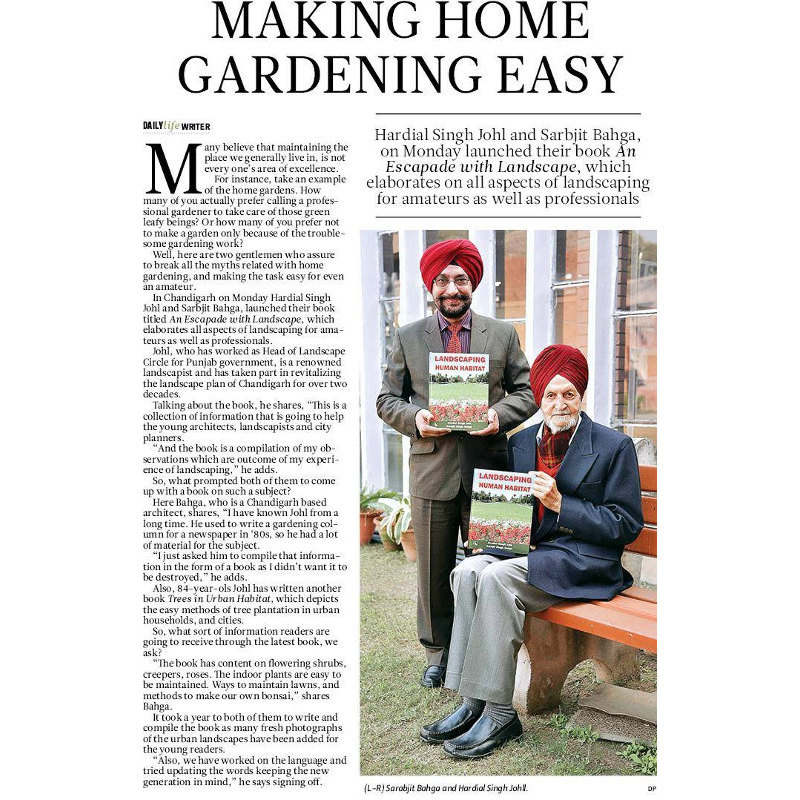 MAKING HOME
GARDENING EASY
DAILY life WRITER
Many believe that maintaining the
place we generally live in, is not
every one's area of excellence.
For instance, take an example
of the home gardens. How
many of you actually prefer calling a profes-
sional gardener to take care of those green
leafy beings? Or how many of you prefer not
to make a garden only because of the trouble-
some gardening work?
Well, here are two gentlemen who assure
to break all the myths related with home
gardening, and making the task easy for even
an amateur.
In Chandigarh on Monday Hardial Singh
Johl and Sarbjit Bahga, launched their book
titled An Escapade with Landscape, which
elaborates all aspects of landscaping for ama-
teurs as well as professionals.
Johl, who has worked as Head of Landscape
Circle for Punjab government, is a renowned
landscapist and has taken part in revitalizing
the landscape plan of Chandigarh for over two
decades.
Talking about the book, he shares, "This is a
collection of information that is going to help
the young architects, landscapists and city
planners.
"And the book is a compilation of my ob-
servations which are outcome of my experi-
ence of landscaping," he adds.
So, what prompted both of them to come
up with a book on such a subject?
Here Bahga, who is a Chandigarh based
architect, shares, "I have known Johl from a
long time. He used to write a gardening col-
umn for a newspaper in '80s, so he had a lot
of material for the subject.
"I just asked him to compile that informa-
tion in the form of a book as I didn't want it to
be destroyed," he adds.
Also, 84-year-ols Johl has written another
book Trees in Urban Habitat, which depicts
the easy methods of tree plantation in urban
households, and cities.
So, what sort of information readers are
going to receive through the latest book, we
ask?
"The book has content on flowering shrubs,
creepers, roses. The indoor plants are easy to
be maintained. Ways to maintain lawns, and
methods to make our own bonsai," shares
Bahga.
It took a year to both of them to write and
compile the book as many fresh photographs
of the urban landscapes have been added for
the young readers.
"Also, we have worked on the language and
tried updating the words keeping the new
generation in mind," he says signing off.
Hardial Singh Johl and Sarbjit Bahga,
on Monday launched their book An
Escapade with Landscape, which
elaborates on all aspects of landscaping
for amateurs as well as professionals
LANDSCAPING
HUMAN HABITAT
LANDSCAPING
HUMAN HABITAT
(L-R) Sarabjit Bahga and Hardial Singh Johll.
DP